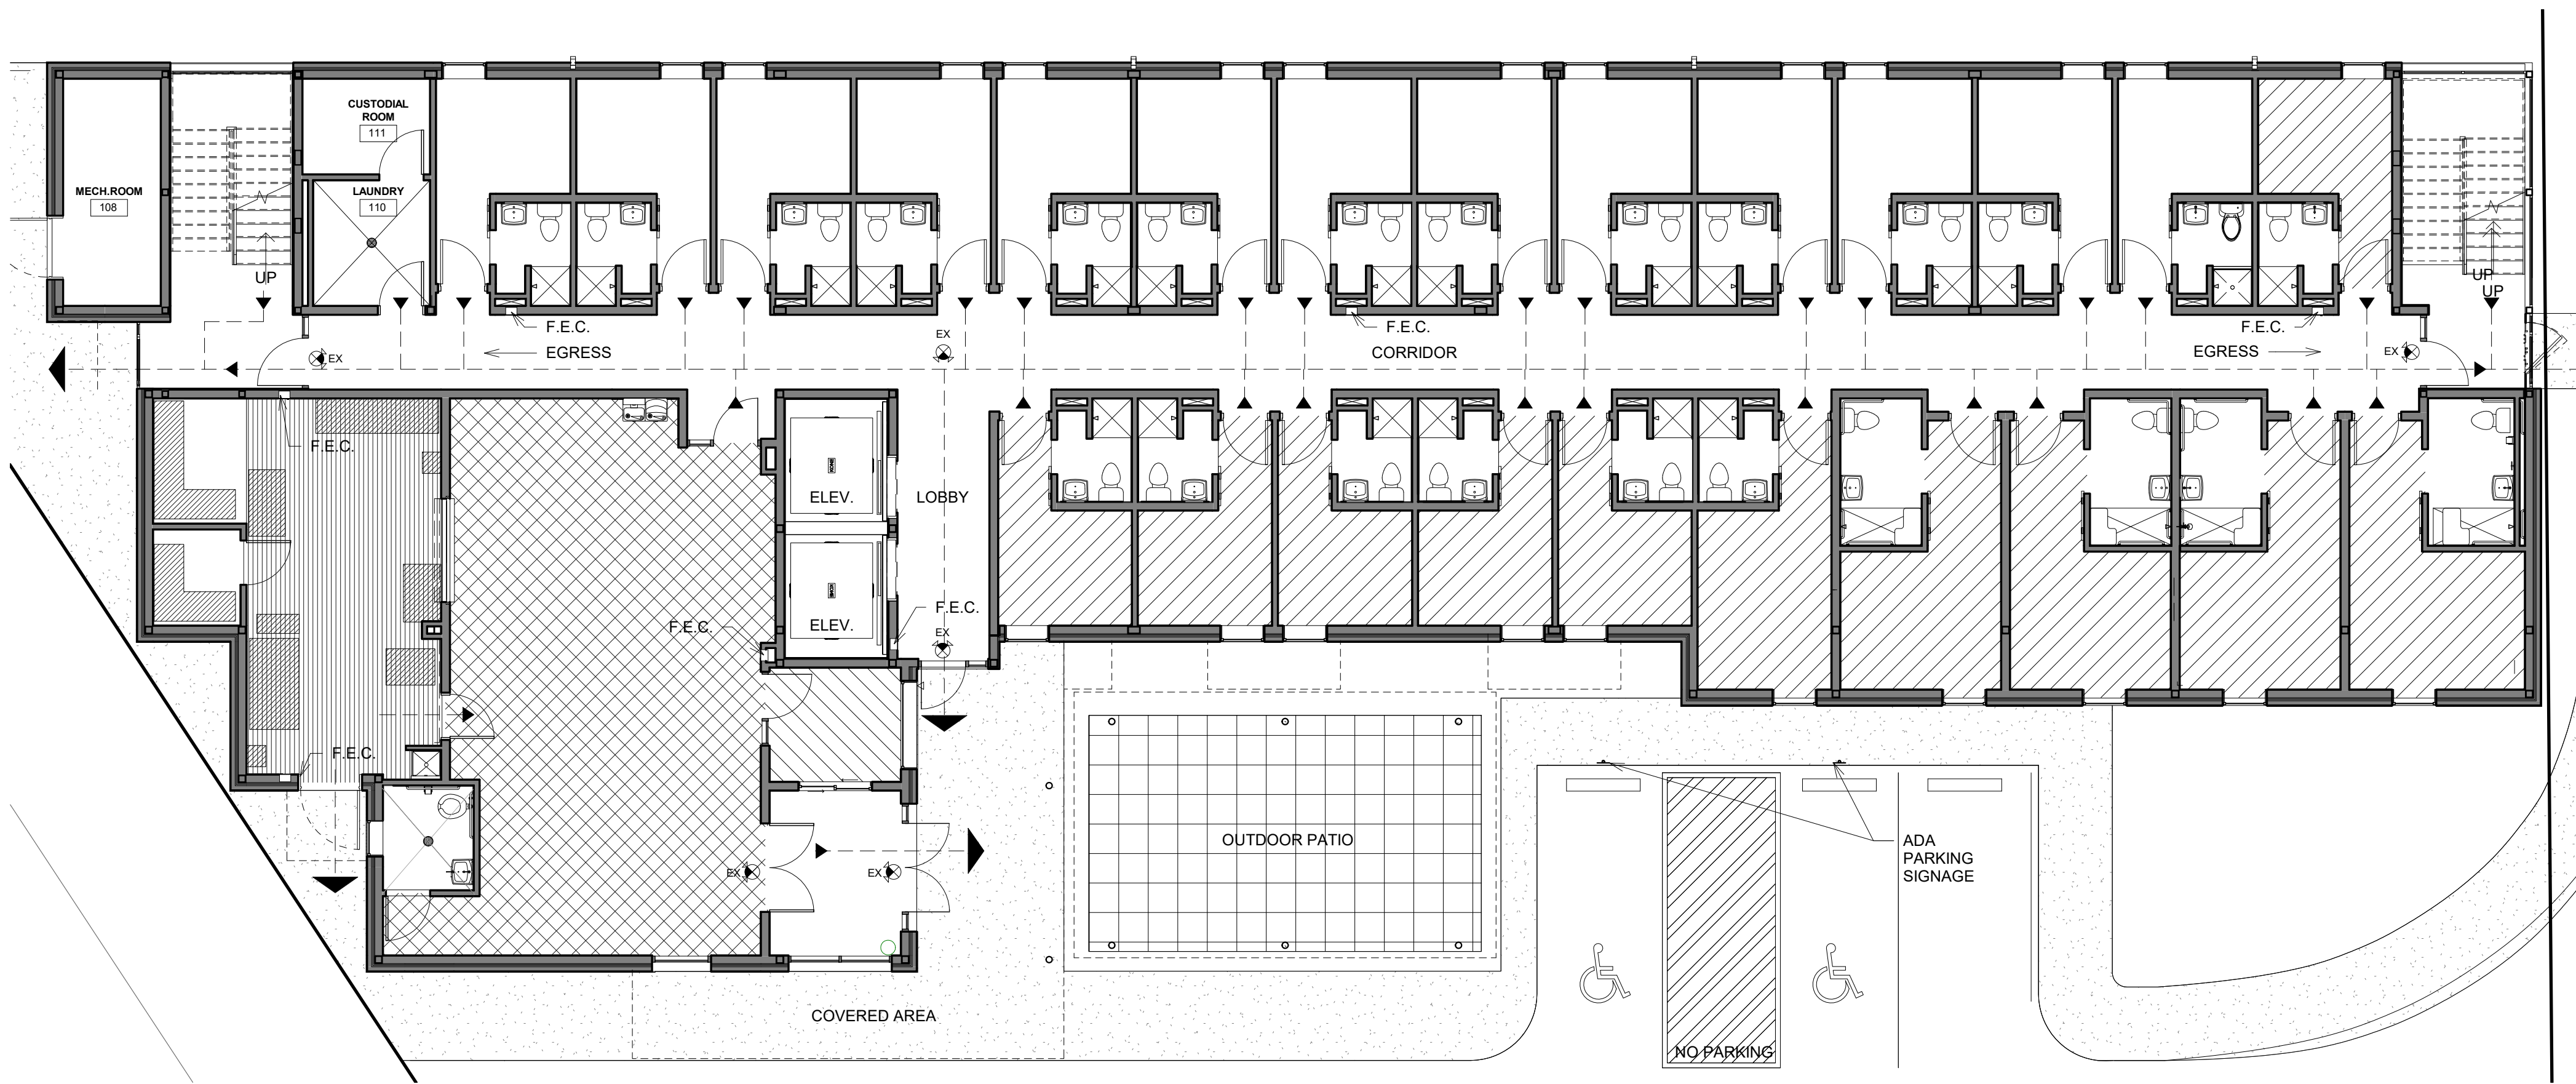 CUSTODIAL
ROOM
111
MECH.ROOM
108
LAUNDRY
110
UP
UP
UP
F.E.C.
F.E.C.
F.E.C.
EX
EGRESS
EX
CORRIDOR
EGRESS
EX
F.E.C.
ELEV.
LOBBY
F.E.C.
F.E.C.
ELEV.
EX
F.E.C.
OUTDOOR PATIO
ADA
PARKING
SIGNAGE
EX
EX
COVERED AREA
NO PARKING